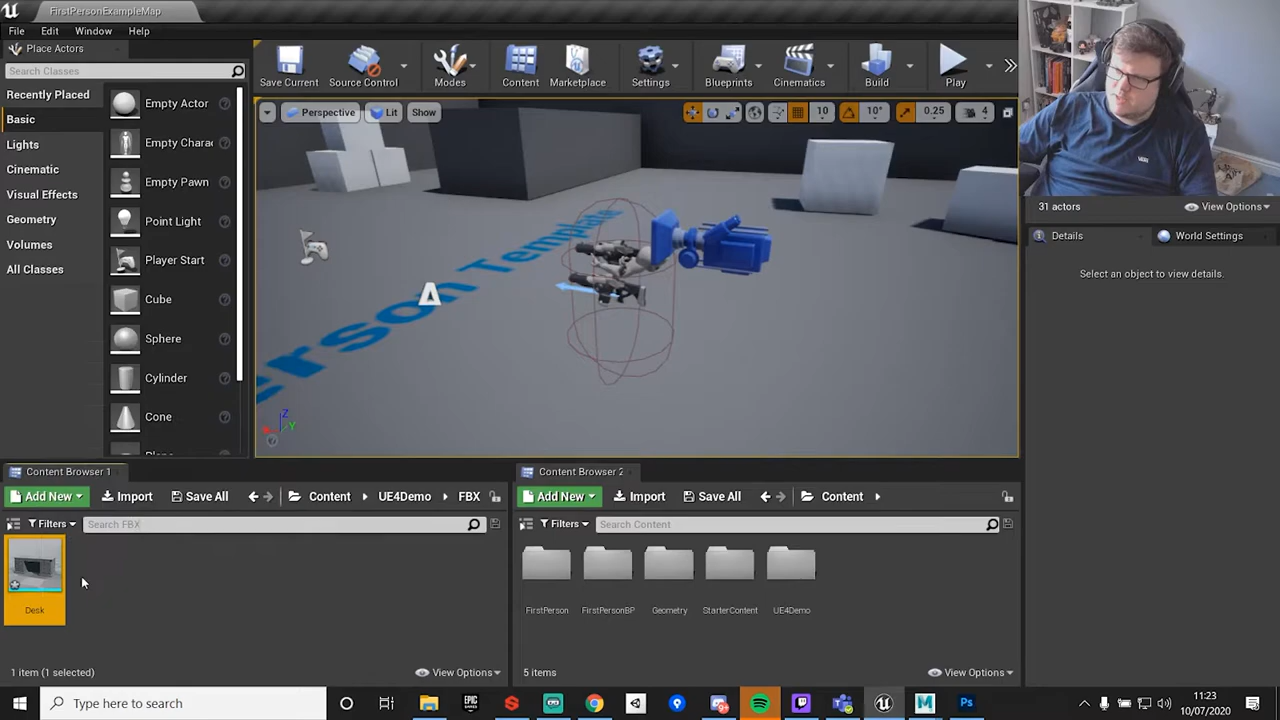 FirstPersonExampleMap
File Edit Window Help
Place Actors
Search Classes
Recently Placed
Basic
Lights
Cinematic
Visual Effects
Geometry
Volumes
All Classes
Empty Actor
Empty Chara
Empty Pawn
Point Light
Player Start
Cube
Sphere
Cylinder
Cone
Save Current
Source Control
Modes
Content
Marketplace
Settings
Blueprints
Cinematics
Build
Play
Perspective Lit Show
10 10° 0.25 4
erson Template
31 actors View Options
Details World Settings
Select an object to view details.
Content Browser 1
Add New Import Save All Content UE4Demo FBX
Filters Search FBX
Desk
1 item (1 selected) View Options
Content Browser 2
Add New Import Save All Content
Filters Search Content
FirstPerson FirstPersonBP Geometry StarterContent UE4Demo
5 items View Options
Type here to search
11:23
10/07/2020